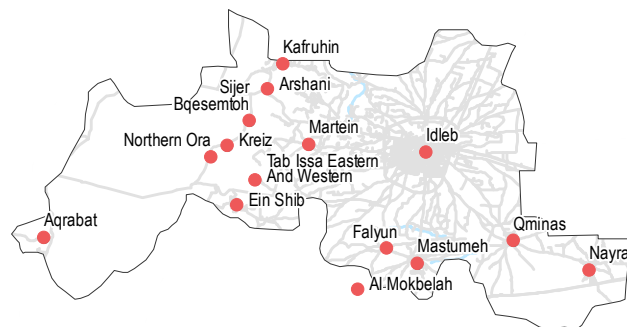 Kafruhin
Sijer
Arshani
Bqesemtoh
Martein
Idleb
Northern Ora
Kreiz
Tab Issa Eastern
And Western
Ein Shib
Aqrabat
Falyun
Qminas
Mastumeh
Nayra
Al Mokbelah